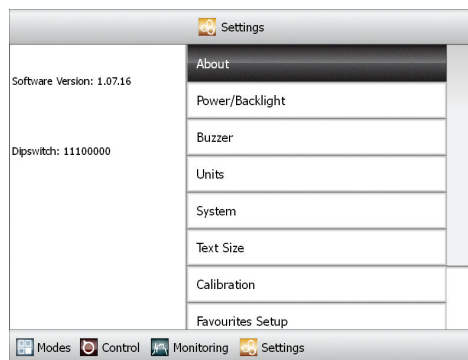 Settings
Software Version: 1.07.16
Dipswitch: 11100000
About
Power/Backlight
Buzzer
Units
System
Text Size
Calibration
Favourites Setup
Modes Control Monitoring Settings